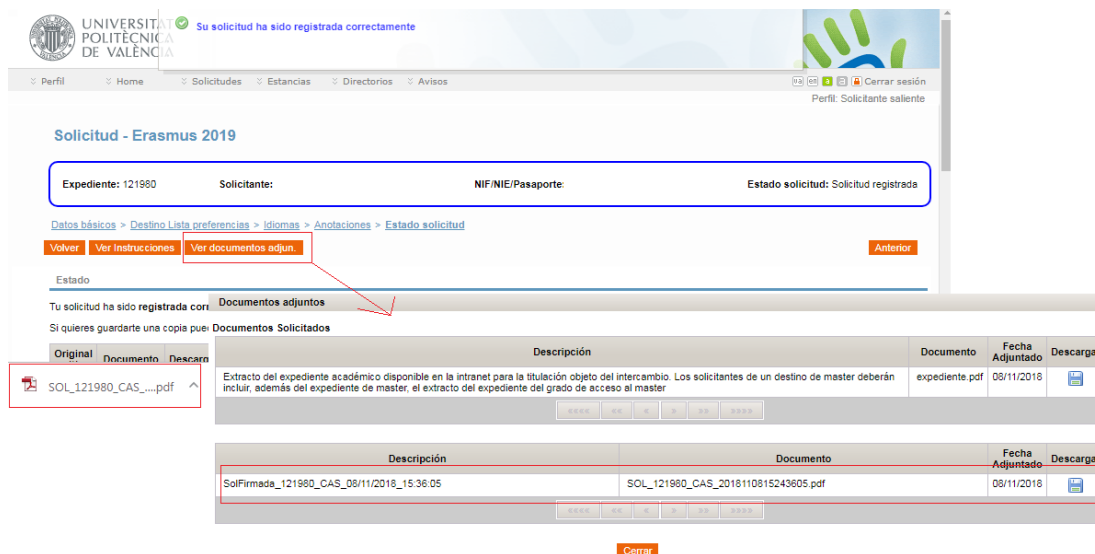 UNIVERSITAT
POLITÈCNICA
DE VALÈNCIA
Su solicitud ha sido registrada correctamente
Perfil Home Solicitudes Estancias Directorios Avisos
va en a Cerrar sesión
Perfil: Solicitante saliente
Solicitud - Erasmus 2019
Expediente: 121980 Solicitante: NIF/NIE/Pasaporte: Estado solicitud: Solicitud registrada
Datos básicos > Destino Lista preferencias > Idiomas > Anotaciones > Estado solicitud
Volver Ver Instrucciones Ver documentos adjun. Anterior
Estado
Tu solicitud ha sido registrada corr
Si quieres guardarte una copia pue
Original Documento Descarg
SOL_121980_CAS_....pdf
Documentos adjuntos
Documentos Solicitados
Descripción Documento Fecha Adjuntado Descarga
Extracto del expediente académico disponible en la intranet para la titulación objeto del intercambio. Los solicitantes de un destino de master deberán
incluir, además del expediente de master, el extracto del expediente del grado de acceso al master
expediente.pdf 08/11/2018
<<<< << < > >> >>>>
Descripción Documento Fecha Adjuntado Descarga
SolFirmada_121980_CAS_08/11/2018_15:36:05 SOL_121980_CAS_2018110815243605.pdf 08/11/2018
<<<< << < > >> >>>>
Cerrar